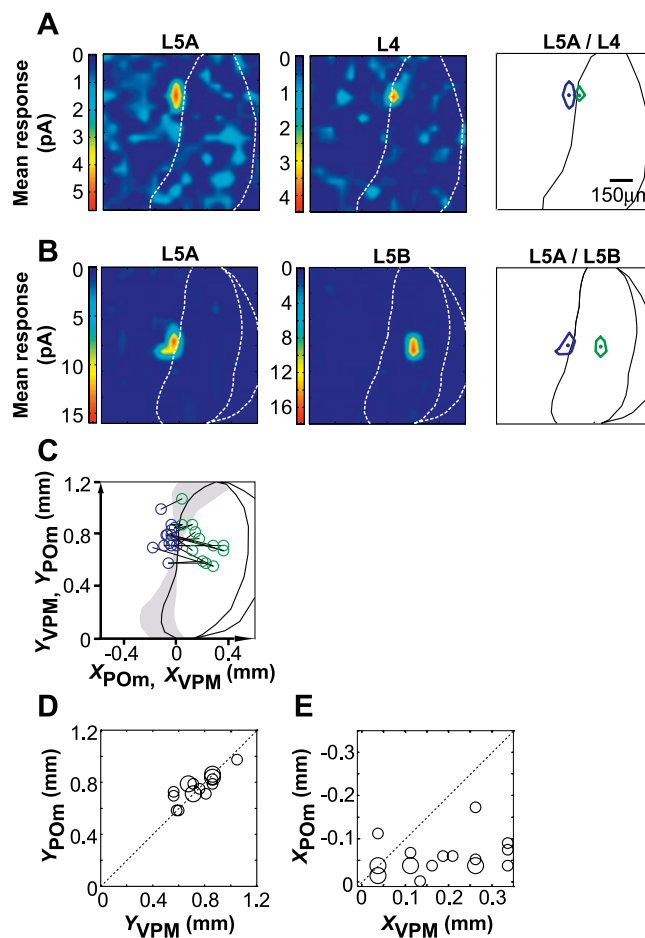 A
L5A
L4
L5A / L4
Mean response
(pA)
0
1
2
3
4
5
0
1
2
3
4
150μm
B
L5A
L5B
L5A / L5B
Mean response
(pA)
0
5
10
15
0
4
8
12
16
C
YVPM, YPOm (mm)
1.2
0.8
0.4
0
-0.4
0
0.4
XPOm, XVPM (mm)
D
E
YPOm (mm)
1.2
0.8
0.4
0
0
0.4
0.8
1.2
YVPM (mm)
XPOm (mm)
-0.3
-0.2
-0.1
0
0
0.1
0.2
0.3
XVPM (mm)